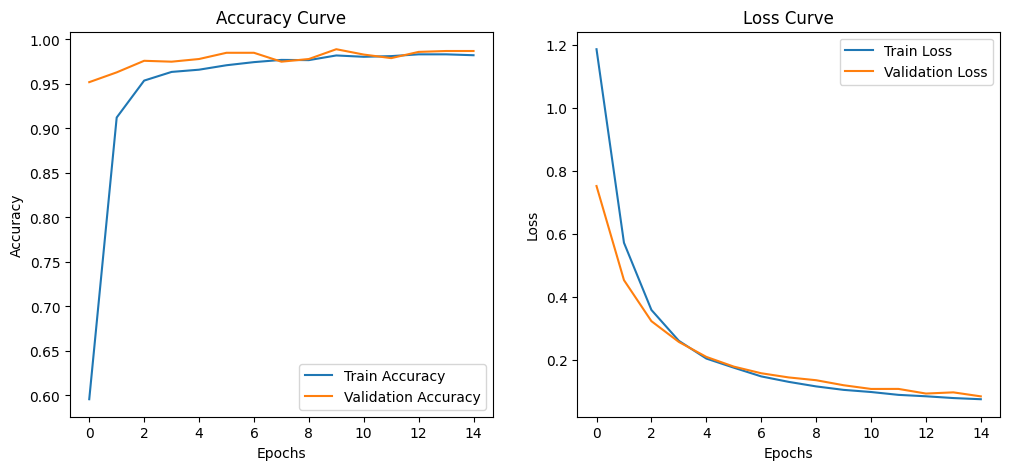 Accuracy Curve
1.00
0.95
0.90
0.85
0.80
0.75
0.70
0.65
0.60
Accuracy
Train Accuracy
Validation Accuracy
0 2 4 6 8 10 12 14
Epochs
Loss Curve
1.2
1.0
0.8
0.6
0.4
0.2
Loss
Train Loss
Validation Loss
0 2 4 6 8 10 12 14
Epochs